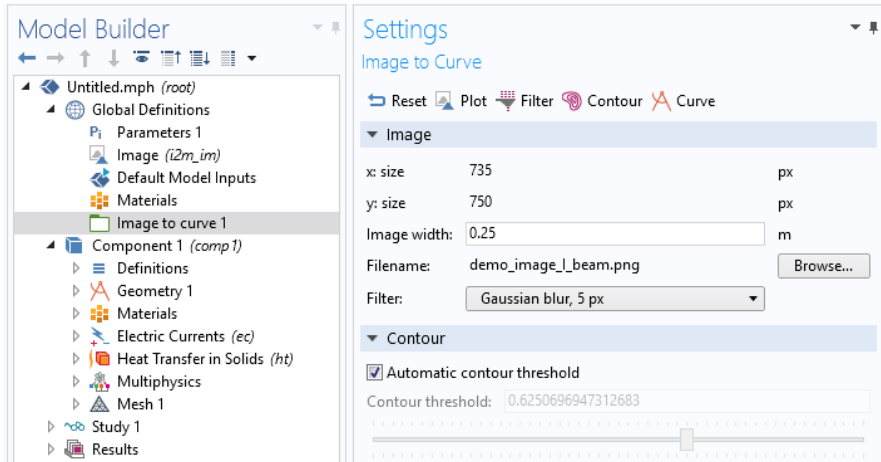 Model Builder
Untitled.mph (root)
Global Definitions
Pi Parameters 1
Image (i2m_im)
Default Model Inputs
Materials
Image to curve 1
Component 1 (comp1)
Definitions
Geometry 1
Materials
Electric Currents (ec)
Heat Transfer in Solids (ht)
Multiphysics
Mesh 1
Study 1
Results
Settings
Image to Curve
Reset Plot Filter Contour Curve
Image
x: size 735 px
y: size 750 px
Image width: 0.25 m
Filename: demo_image_I_beam.png Browse...
Filter: Gaussian blur, 5 px
Contour
Automatic contour threshold
Contour threshold: 0.6250696947312683